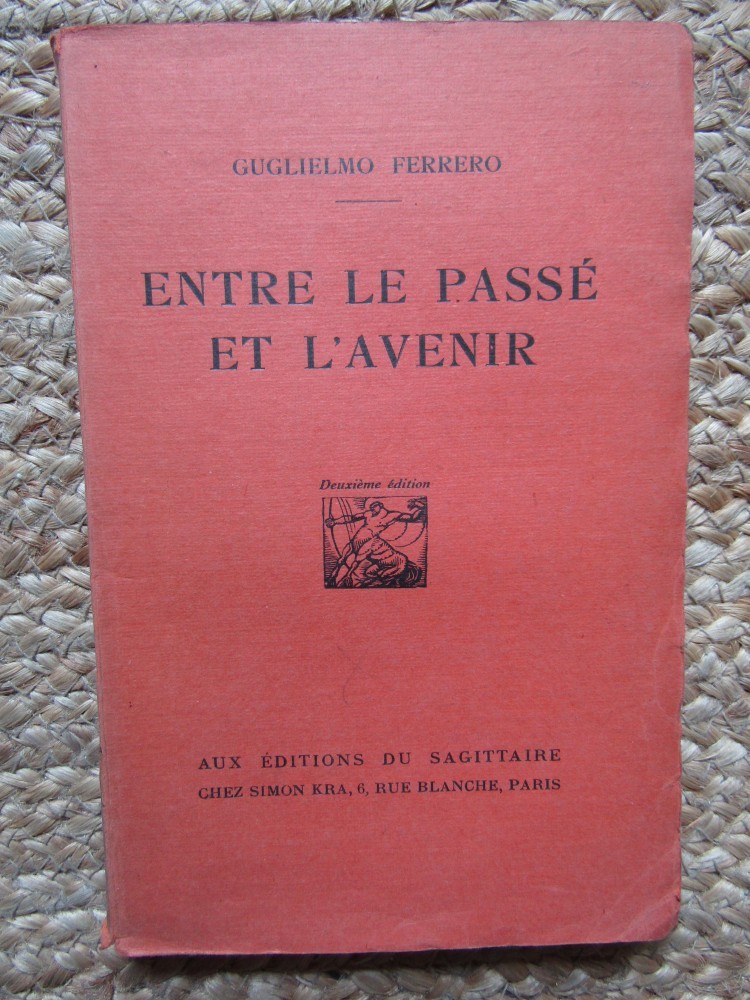 GUGLIELMO FERRERO
ENTRE LE PASSÉ
ET L'AVENIR
Deuxième édition
AUX ÉDITIONS DU SAGITTAIRE
CHEZ SIMON KRA, 6, RUE BLANCHE, PARIS